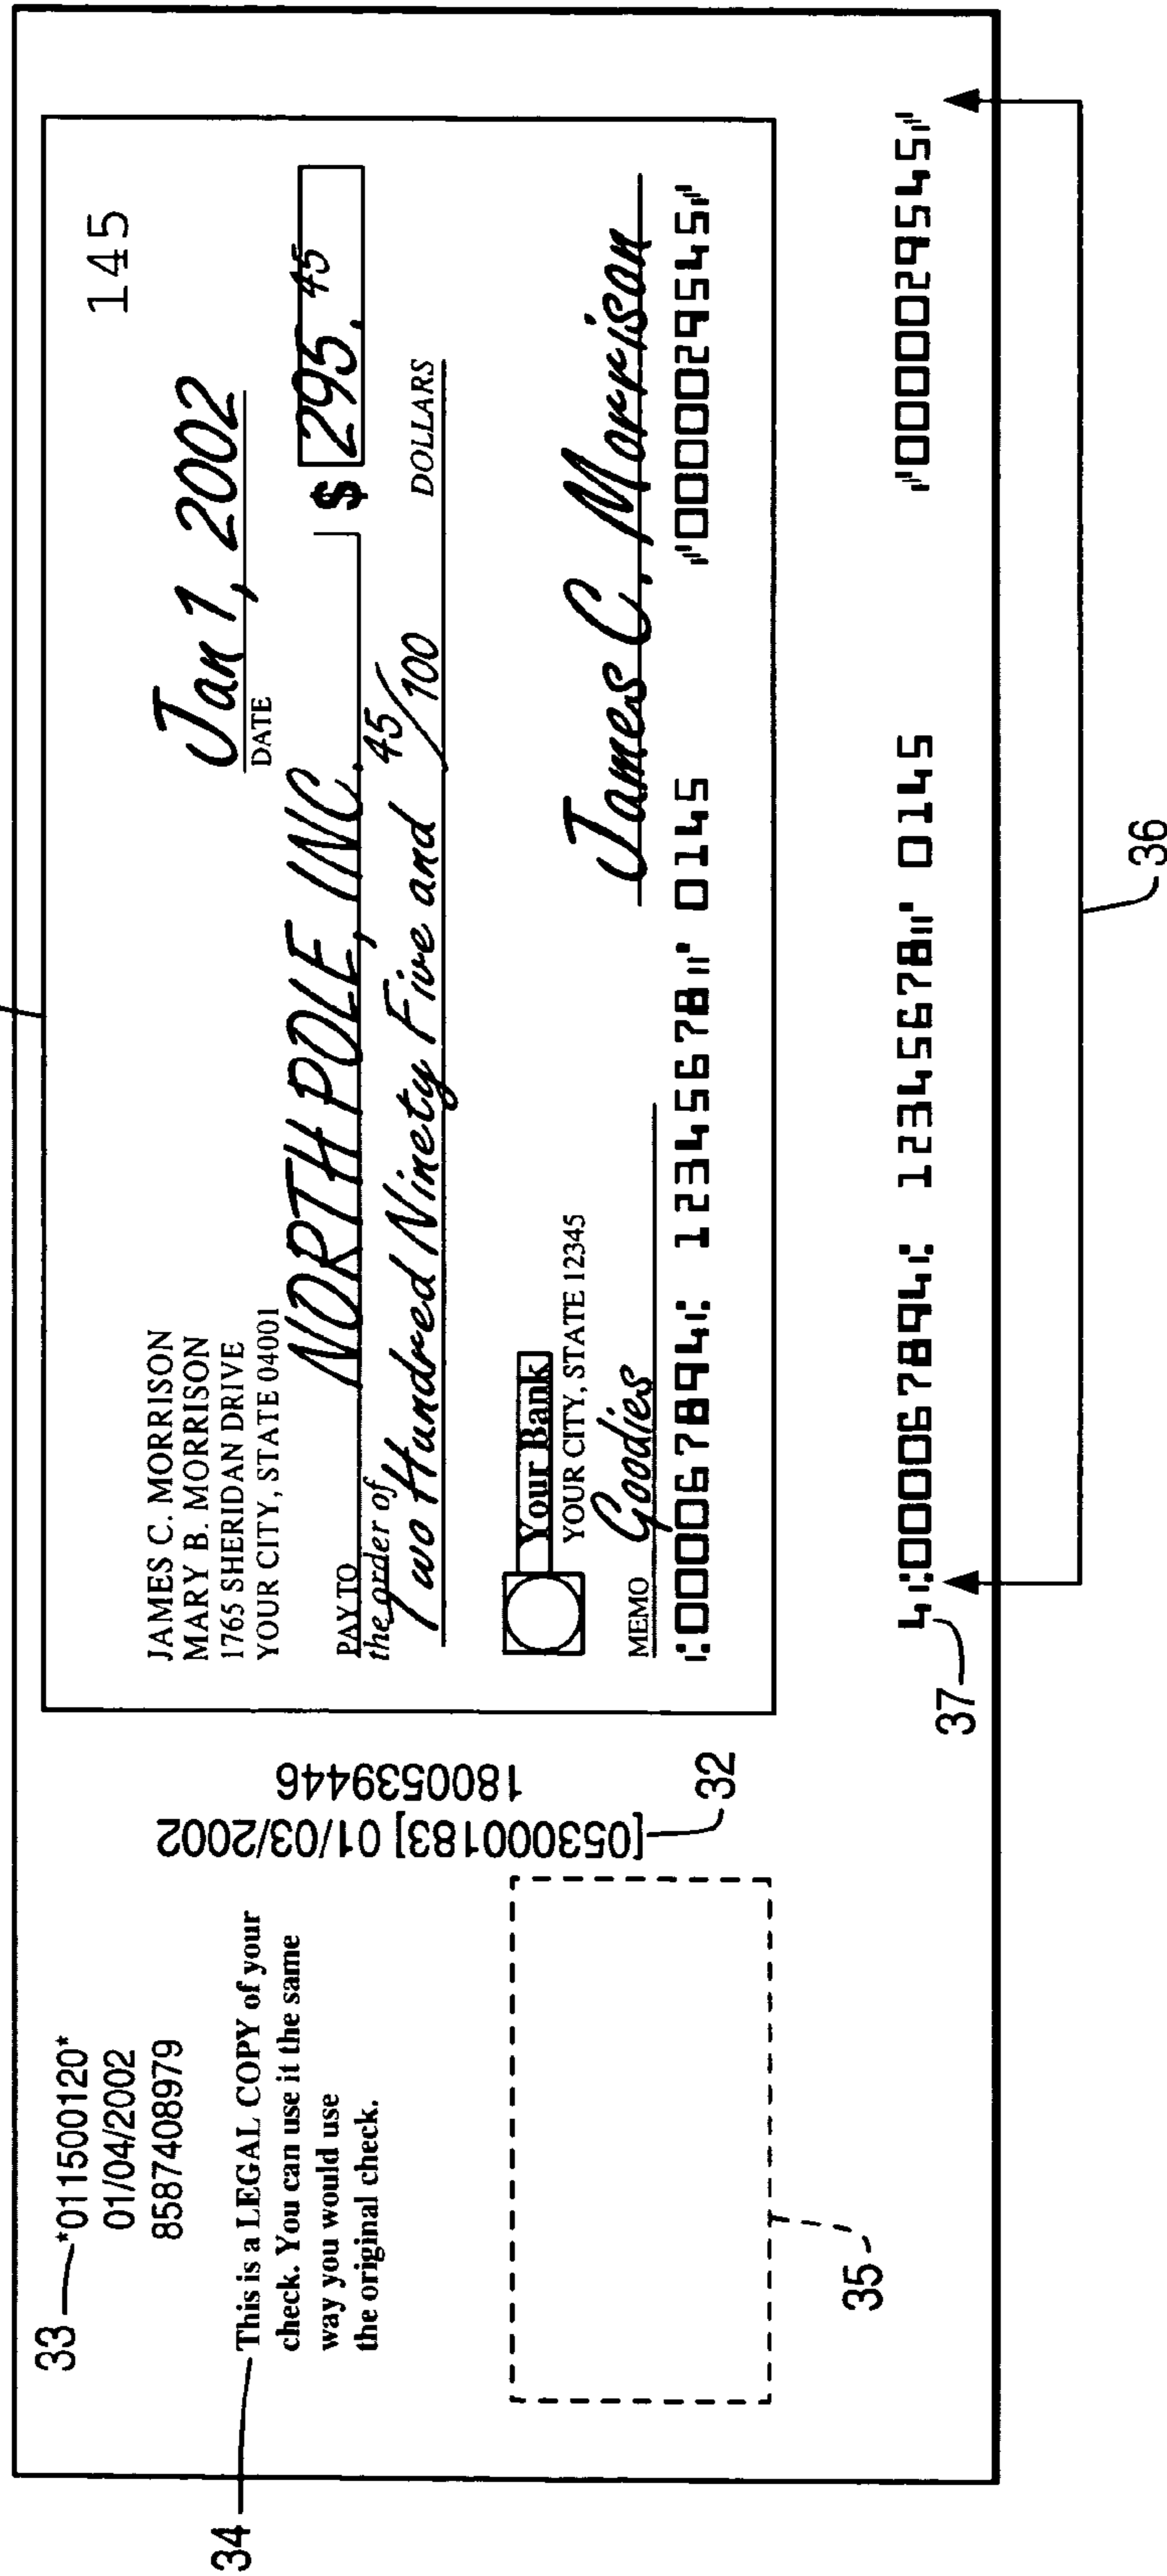 33
*011500120*
01/04/2002
8587408979
34
This is a LEGAL COPY of your
check. You can use it the same
way you would use
the original check.
35
[053000183] 01/03/2002
1800539446
32
JAMES C. MORRISON
MARY B. MORRISON
1765 SHERIDAN DRIVE
YOUR CITY, STATE 04001
145
Jan 1, 2002
DATE
PAY TO
the order of
NORTH POLE, INC.
$ 295.45
Two Hundred Ninety Five and 45/100
DOLLARS
Your Bank
YOUR CITY, STATE 12345
MEMO Goodies
James C. Morrison
⑆00067894⑆ 12345678⑈ 0145 ⑈000029545⑈
37
4⑆00067894⑆ 12345678⑈ 0145 ⑈000029545⑈
36